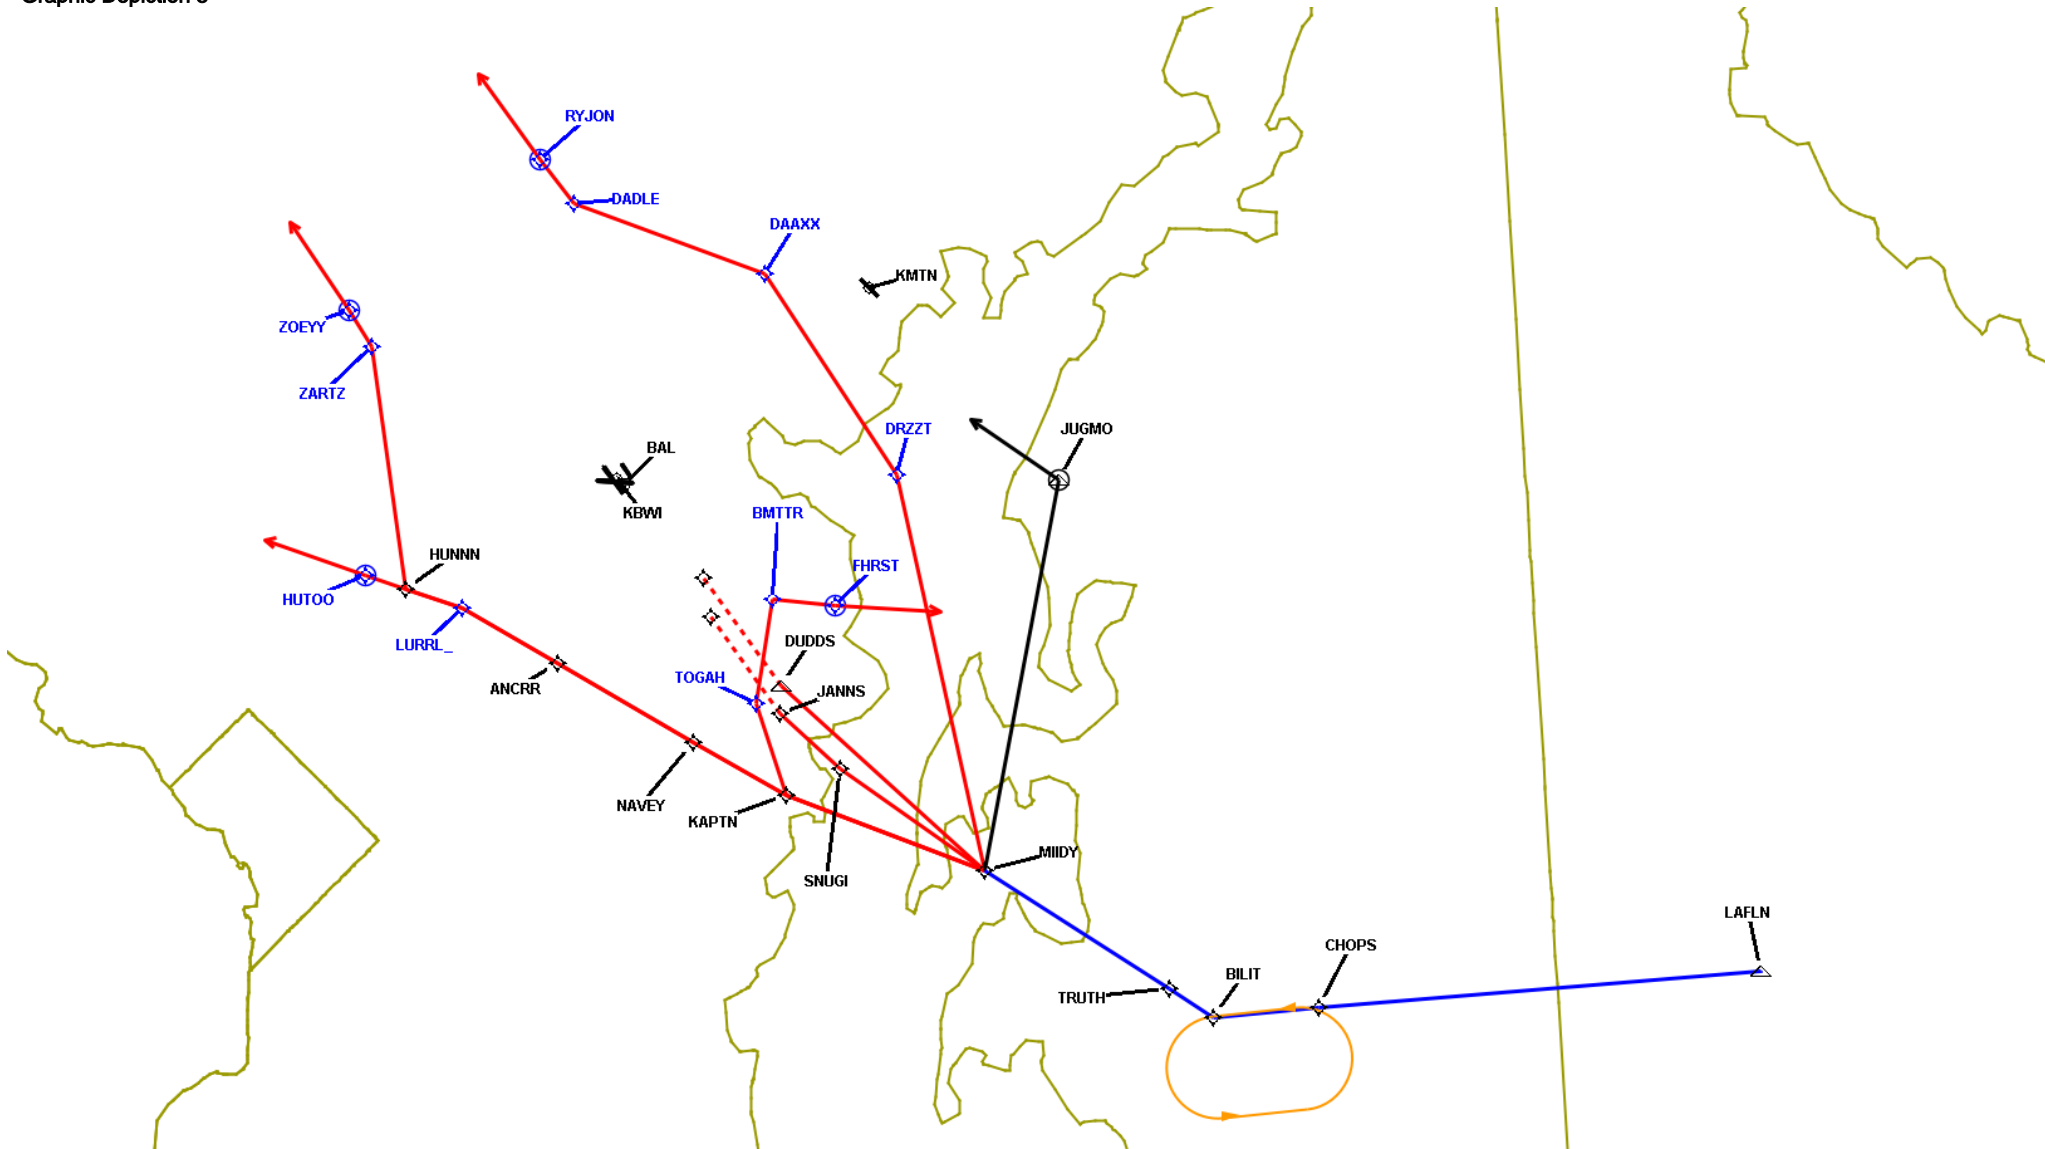 RYJON
DADLE
DAAXX
KMTN
ZOEYY
ZARTZ
DRZZT
JUGMO
BAL
KBWI
BMTTR
HUNNN
FHRST
HUTOO
LURRL_
DUDDS
TOGAH
JANNS
ANCRR
NAVEY
KAPTN
MIIDY
SNUGI
LAFLN
CHOPS
BILIT
TRUTH